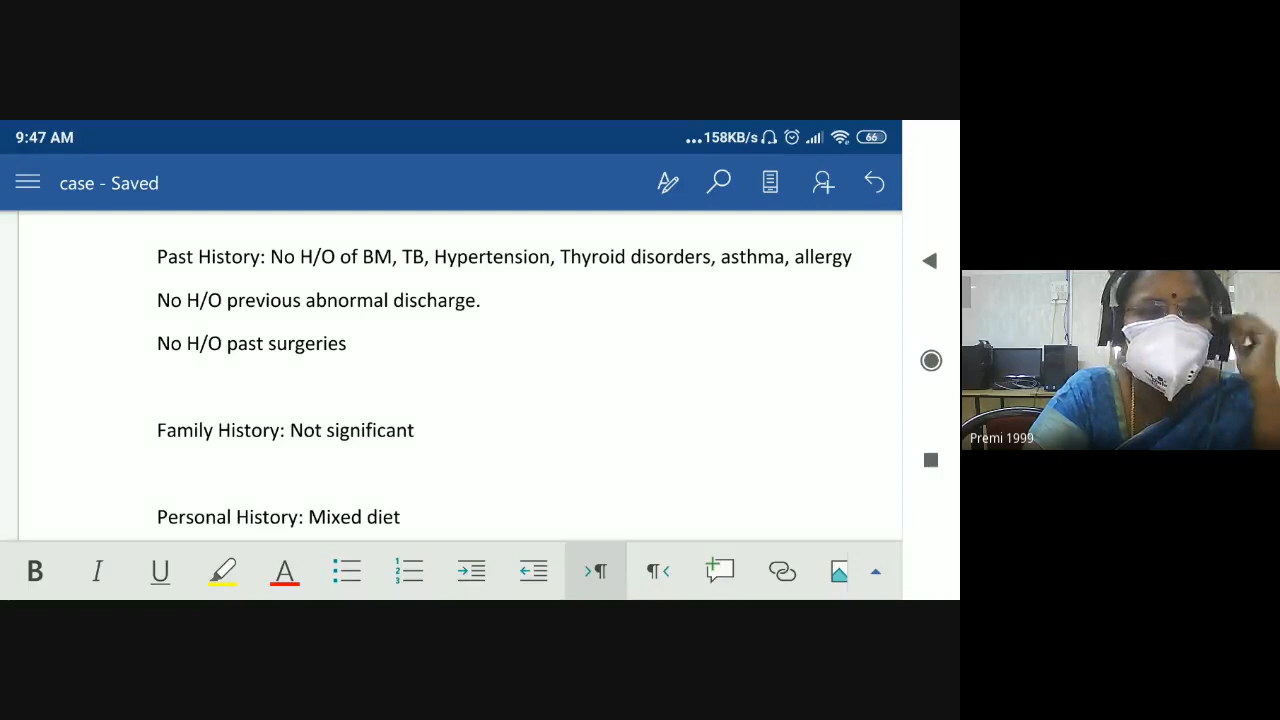 9:47 AM
...158KB/s
66
case - Saved
Past History: No H/O of BM, TB, Hypertension, Thyroid disorders, asthma, allergy
No H/O previous abnormal discharge.
No H/O past surgeries
Family History: Not significant
Personal History: Mixed diet
B I U A
Premi 1999